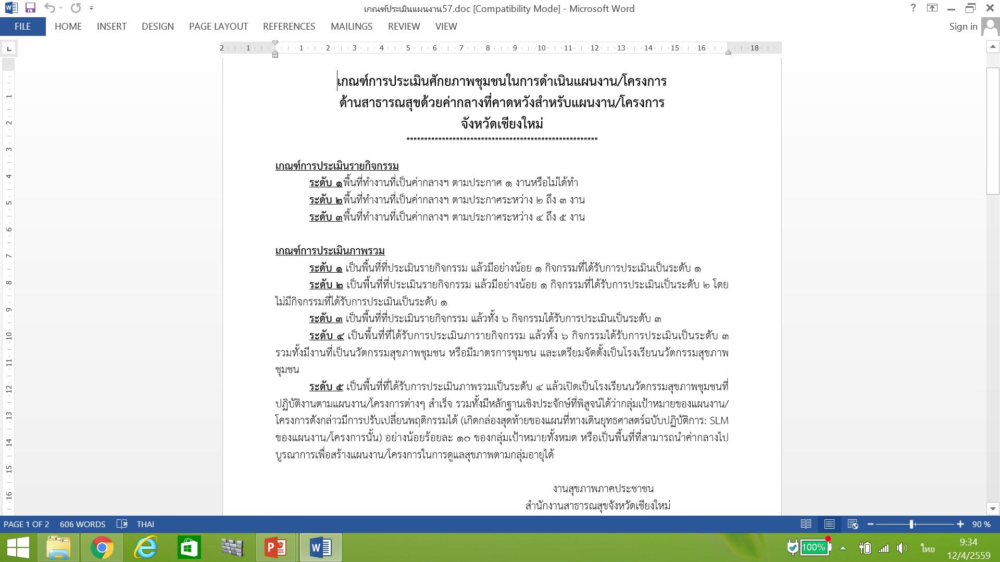 เกณฑ์ประเมินแผนงาน57.doc [Compatibility Mode] - Microsoft Word
FILE HOME INSERT DESIGN PAGE LAYOUT REFERENCES MAILINGS REVIEW VIEW Sign in
2 1 1 2 3 4 5 6 7 8 9 10 11 12 13 14 15 16 18
เกณฑ์การประเมินศักยภาพชุมชนในการดำเนินแผนงาน/โครงการ
ด้านสาธารณสุขด้วยค่ากลางที่คาดหวังสำหรับแผนงาน/โครงการ
จังหวัดเชียงใหม่
******************************************************
เกณฑ์การประเมินรายกิจกรรม
ระดับ ๑พื้นที่ทำงานที่เป็นค่ากลางฯ ตามประกาศ ๑ งานหรือไม่ได้ทำ
ระดับ ๒พื้นที่ทำงานที่เป็นค่ากลางฯ ตามประกาศระหว่าง ๒ ถึง ๓ งาน
ระดับ ๓พื้นที่ทำงานที่เป็นค่ากลางฯ ตามประกาศระหว่าง ๔ ถึง ๕ งาน
เกณฑ์การประเมินภาพรวม
ระดับ ๑ เป็นพื้นที่ที่ประเมินรายกิจกรรม แล้วมีอย่างน้อย ๑ กิจกรรมที่ได้รับการประเมินเป็นระดับ ๑
ระดับ ๒ เป็นพื้นที่ที่ประเมินรายกิจกรรม แล้วมีอย่างน้อย ๑ กิจกรรมที่ได้รับการประเมินเป็นระดับ ๒ โดย
ไม่มีกิจกรรมที่ได้รับการประเมินเป็นระดับ ๑
ระดับ ๓ เป็นพื้นที่ที่ประเมินรายกิจกรรม แล้วทั้ง ๖ กิจกรรมได้รับการประเมินเป็นระดับ ๓
ระดับ ๔ เป็นพื้นที่ที่ได้รับการประเมินภารายกิจกรรม แล้วทั้ง ๖ กิจกรรมได้รับการประเมินเป็นระดับ ๓
รวมทั้งมีงานที่เป็นนวัตกรรมสุขภาพชุมชน หรือมีมาตรการชุมชน และเตรียมจัดตั้งเป็นโรงเรียนนวัตกรรมสุขภาพ
ชุมชน
ระดับ ๕ เป็นพื้นที่ที่ได้รับการประเมินภาพรวมเป็นระดับ ๔ แล้วเปิดเป็นโรงเรียนนวัตกรรมสุขภาพชุมชนที่
ปฏิบัติงานตามแผนงาน/โครงการต่างๆ สำเร็จ รวมทั้งมีหลักฐานเชิงประจักษ์ที่พิสูจน์ได้ว่ากลุ่มเป้าหมายของแผนงาน/
โครงการดังกล่าวมีการปรับเปลี่ยนพฤติกรรมได้ (เกิดกล่องสุดท้ายของแผนที่ทางเดินยุทธศาสตร์ฉบับปฏิบัติการ: SLM
ของแผนงาน/โครงการนั้น) อย่างน้อยร้อยละ ๑๐ ของกลุ่มเป้าหมายทั้งหมด หรือเป็นพื้นที่ที่สามารถนำค่ากลางไป
บูรณาการเพื่อสร้างแผนงาน/โครงการในการดูแลสุขภาพตามกลุ่มอายุได้
งานสุขภาพภาคประชาชน
สำนักงานสาธารณสุขจังหวัดเชียงใหม่
1
2
3
4
5
6
7
8
9
10
11
12
13
14
15
16
PAGE 1 OF 2 606 WORDS THAI 90 %
100% ไทย 9:34
12/4/2559